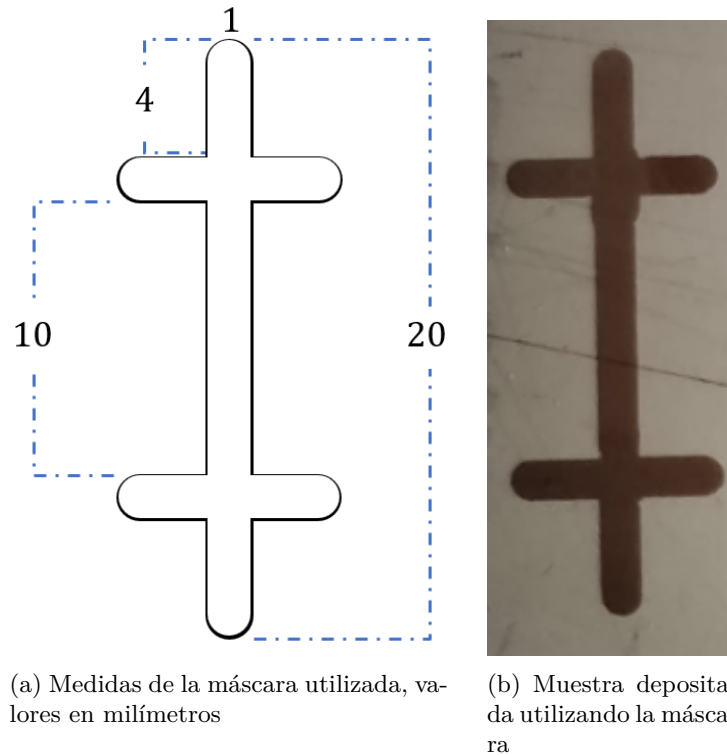 1
4
10
20
(a) Medidas de la máscara utilizada, va-
lores en milímetros
(b) Muestra deposita-
da utilizando la másca-
ra